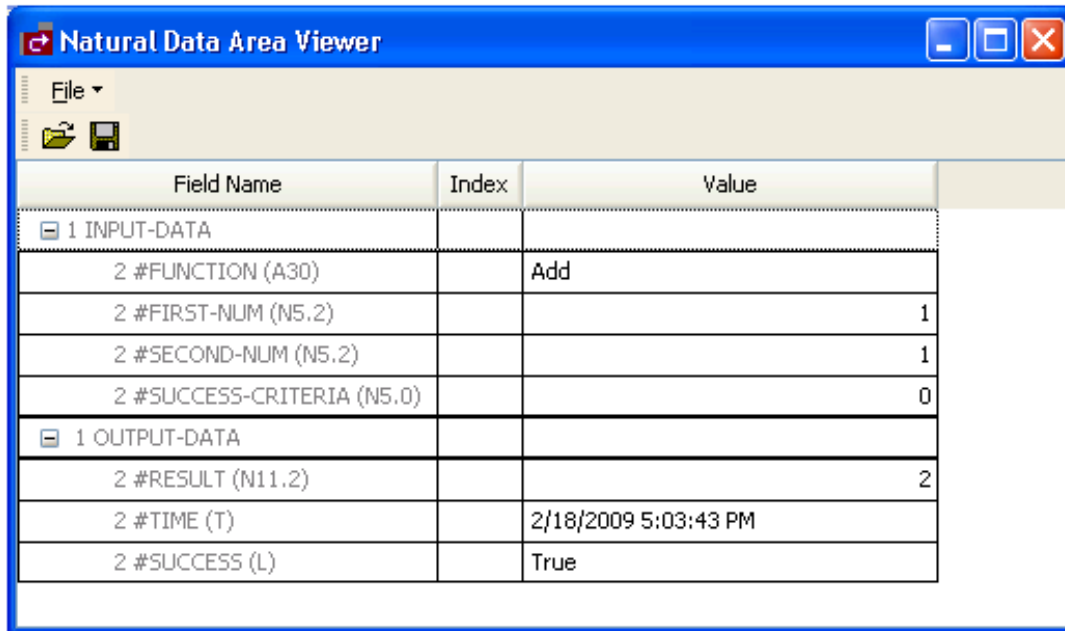 Natural Data Area Viewer
File
Field Name Index Value
1 INPUT-DATA
2 #FUNCTION (A30) Add
2 #FIRST-NUM (N5.2) 1
2 #SECOND-NUM (N5.2) 1
2 #SUCCESS-CRITERIA (N5.0) 0
1 OUTPUT-DATA
2 #RESULT (N11.2) 2
2 #TIME (T) 2/18/2009 5:03:43 PM
2 #SUCCESS (L) True